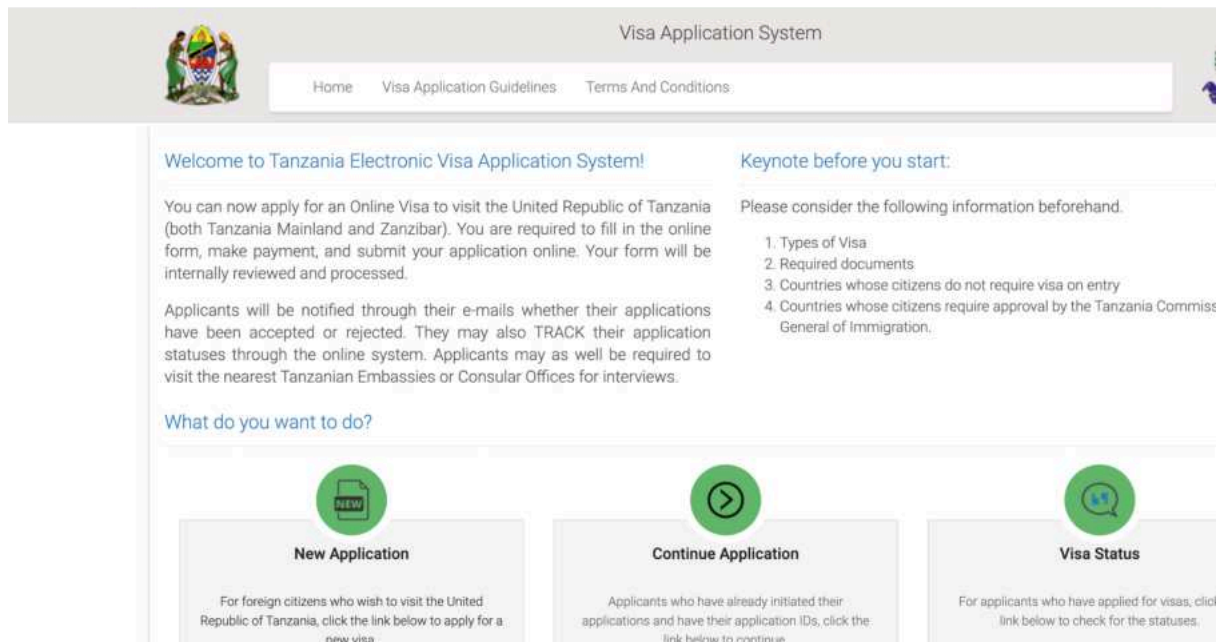 Visa Application System
Home Visa Application Guidelines Terms And Conditions
Welcome to Tanzania Electronic Visa Application System!
You can now apply for an Online Visa to visit the United Republic of Tanzania
(both Tanzania Mainland and Zanzibar). You are required to fill in the online
form, make payment, and submit your application online. Your form will be
internally reviewed and processed.
Applicants will be notified through their e-mails whether their applications
have been accepted or rejected. They may also TRACK their application
statuses through the online system. Applicants may as well be required to
visit the nearest Tanzanian Embassies or Consular Offices for interviews.
Keynote before you start:
Please consider the following information beforehand.
1. Types of Visa
2. Required documents
3. Countries whose citizens do not require visa on entry
4. Countries whose citizens require approval by the Tanzania Commiss
General of Immigration.
What do you want to do?
NEW
New Application
For foreign citizens who wish to visit the United
Republic of Tanzania, click the link below to apply for a
new visa
Continue Application
Applicants who have already initiated their
applications and have their application IDs, click the
link below to continue
Visa Status
For applicants who have applied for visas, click
link below to check for the statuses.